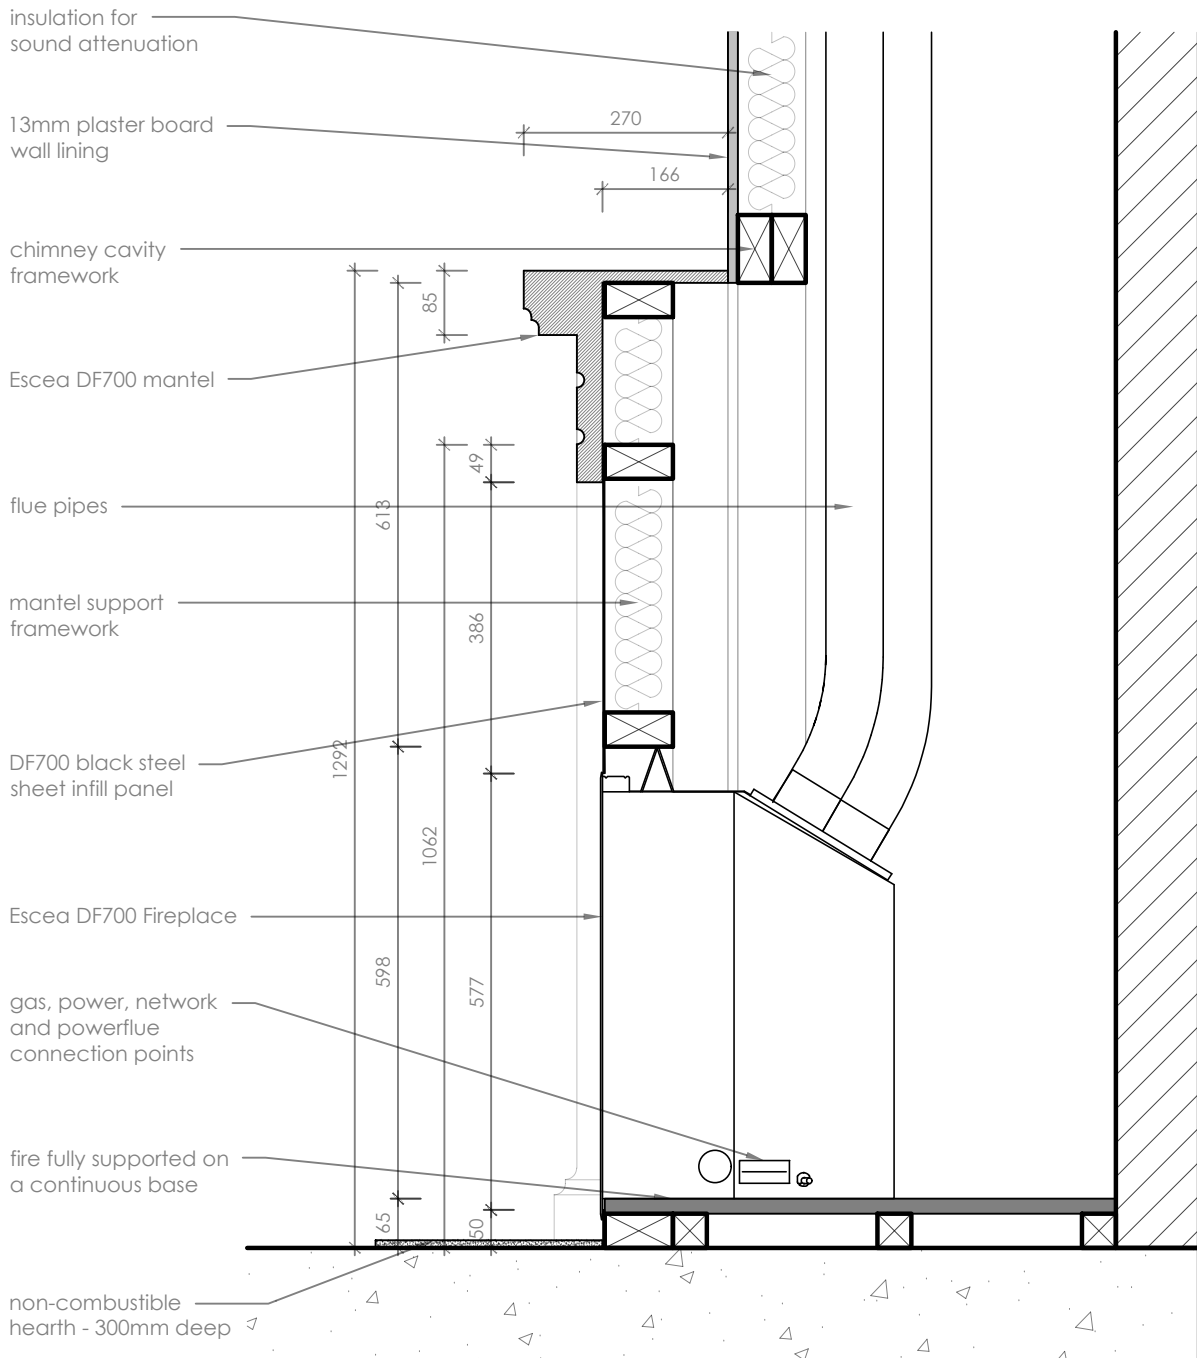 insulation for
sound attenuation
270
13mm plaster board
wall lining
166
chimney cavity
framework
85
Escea DF700 mantel
49
flue pipes
613
mantel support
framework
386
DF700 black steel
sheet infill panel
1292
1062
Escea DF700 Fireplace
598
577
gas, power, network
and powerflue
connection points
fire fully supported on
a continuous base
65
50
non-combustible
hearth - 300mm deep